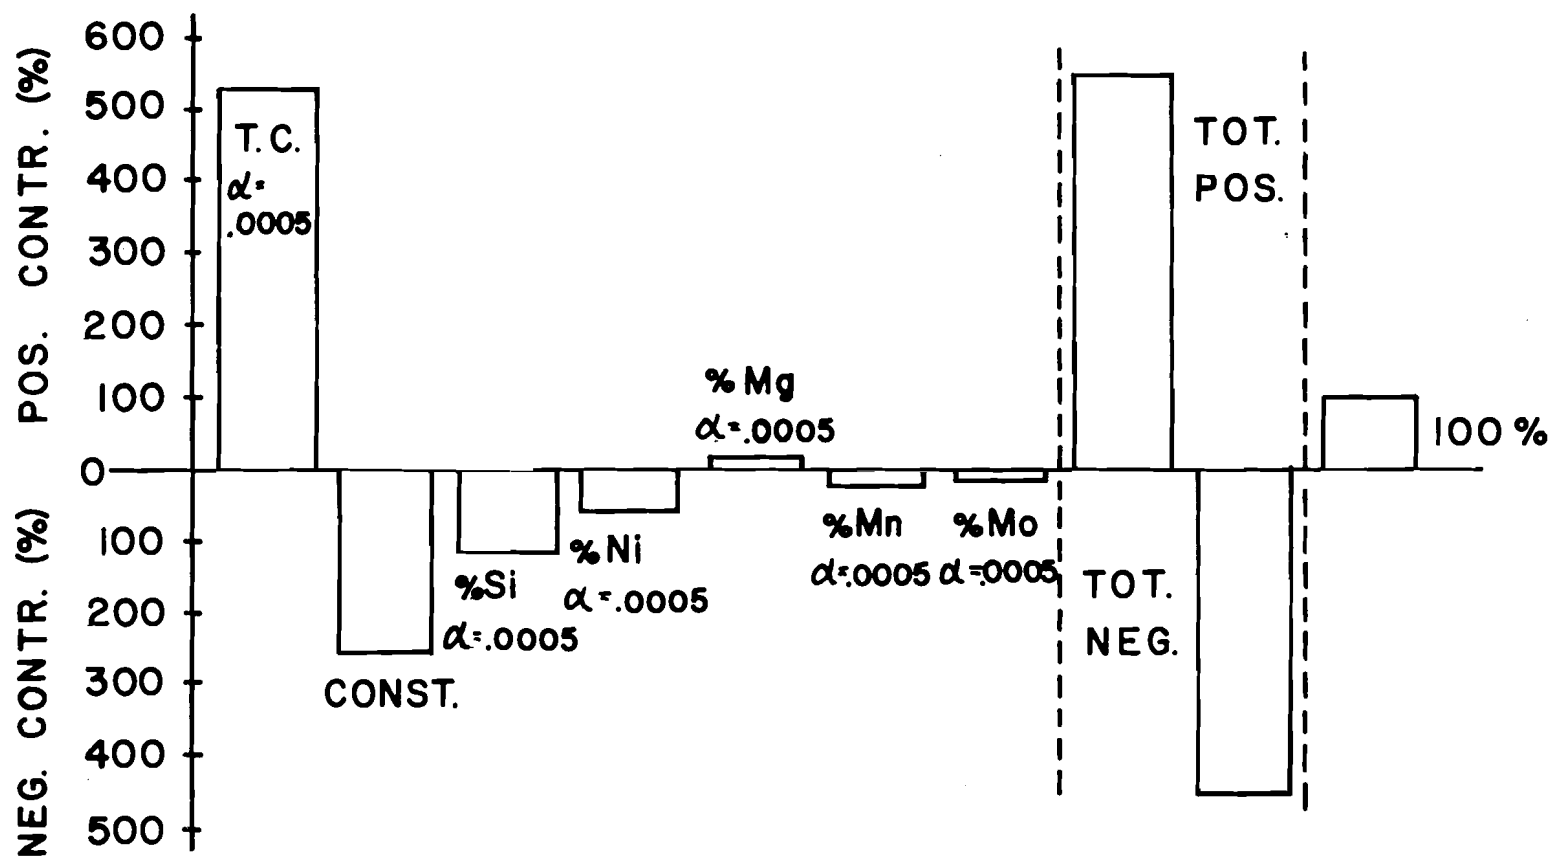 POS. CONTR. (%)
NEG. CONTR. (%)
600
500
400
300
200
100
0
100
200
300
400
500
T.C.
α=
.0005
CONST.
%Si
α=.0005
%Ni
α=.0005
%Mg
α=.0005
%Mn
α=.0005
%Mo
α=.0005
TOT.
POS.
TOT.
NEG.
100%